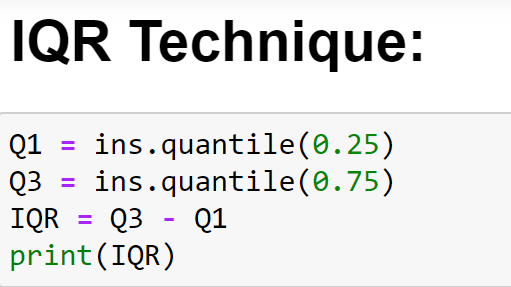 IQR Technique:
Q1 = ins.quantile(0.25)
Q3 = ins.quantile(0.75)
IQR = Q3 - Q1
print(IQR)